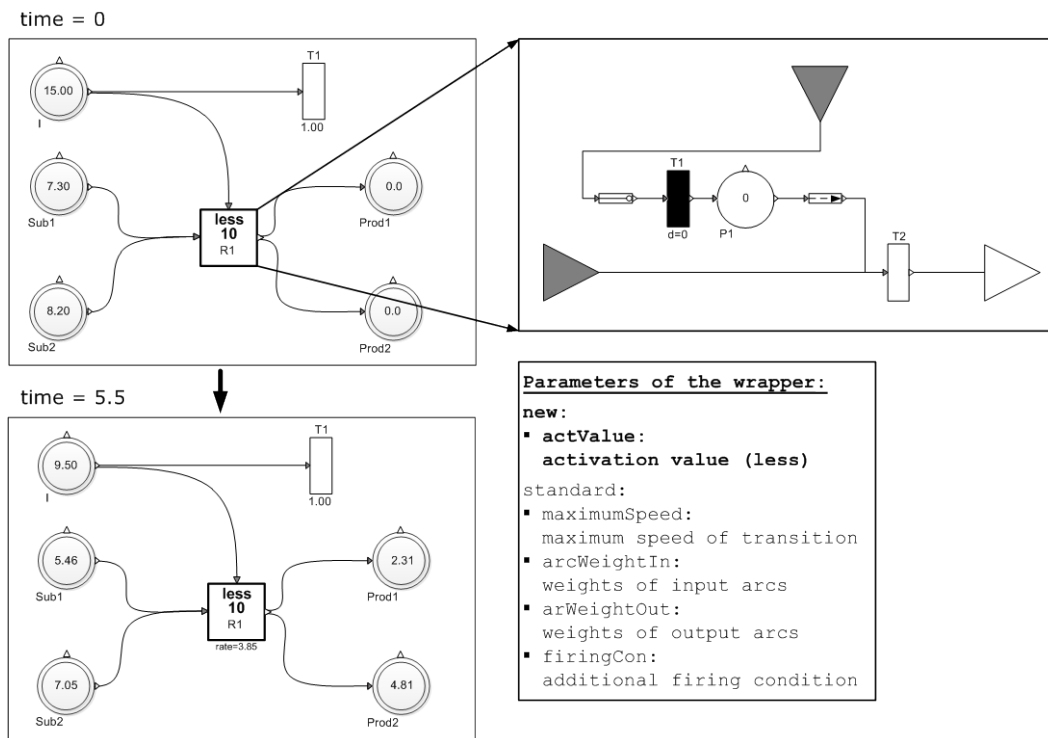 time = 0
T1
15.00
I
1.00
7.30
Sub1
0.0
Prod1
less
10
R1
8.20
Sub2
0.0
Prod2
T1
d=0
0
P1
T2
time = 5.5
T1
9.50
I
1.00
5.46
Sub1
2.31
Prod1
less
10
R1
rate=3.85
7.05
Sub2
4.81
Prod2
Parameters of the wrapper:
new:
▪ actValue:
activation value (less)
standard:
▪ maximumSpeed:
maximum speed of transition
▪ arcWeightIn:
weights of input arcs
▪ arWeightOut:
weights of output arcs
▪ firingCon:
additional firing condition